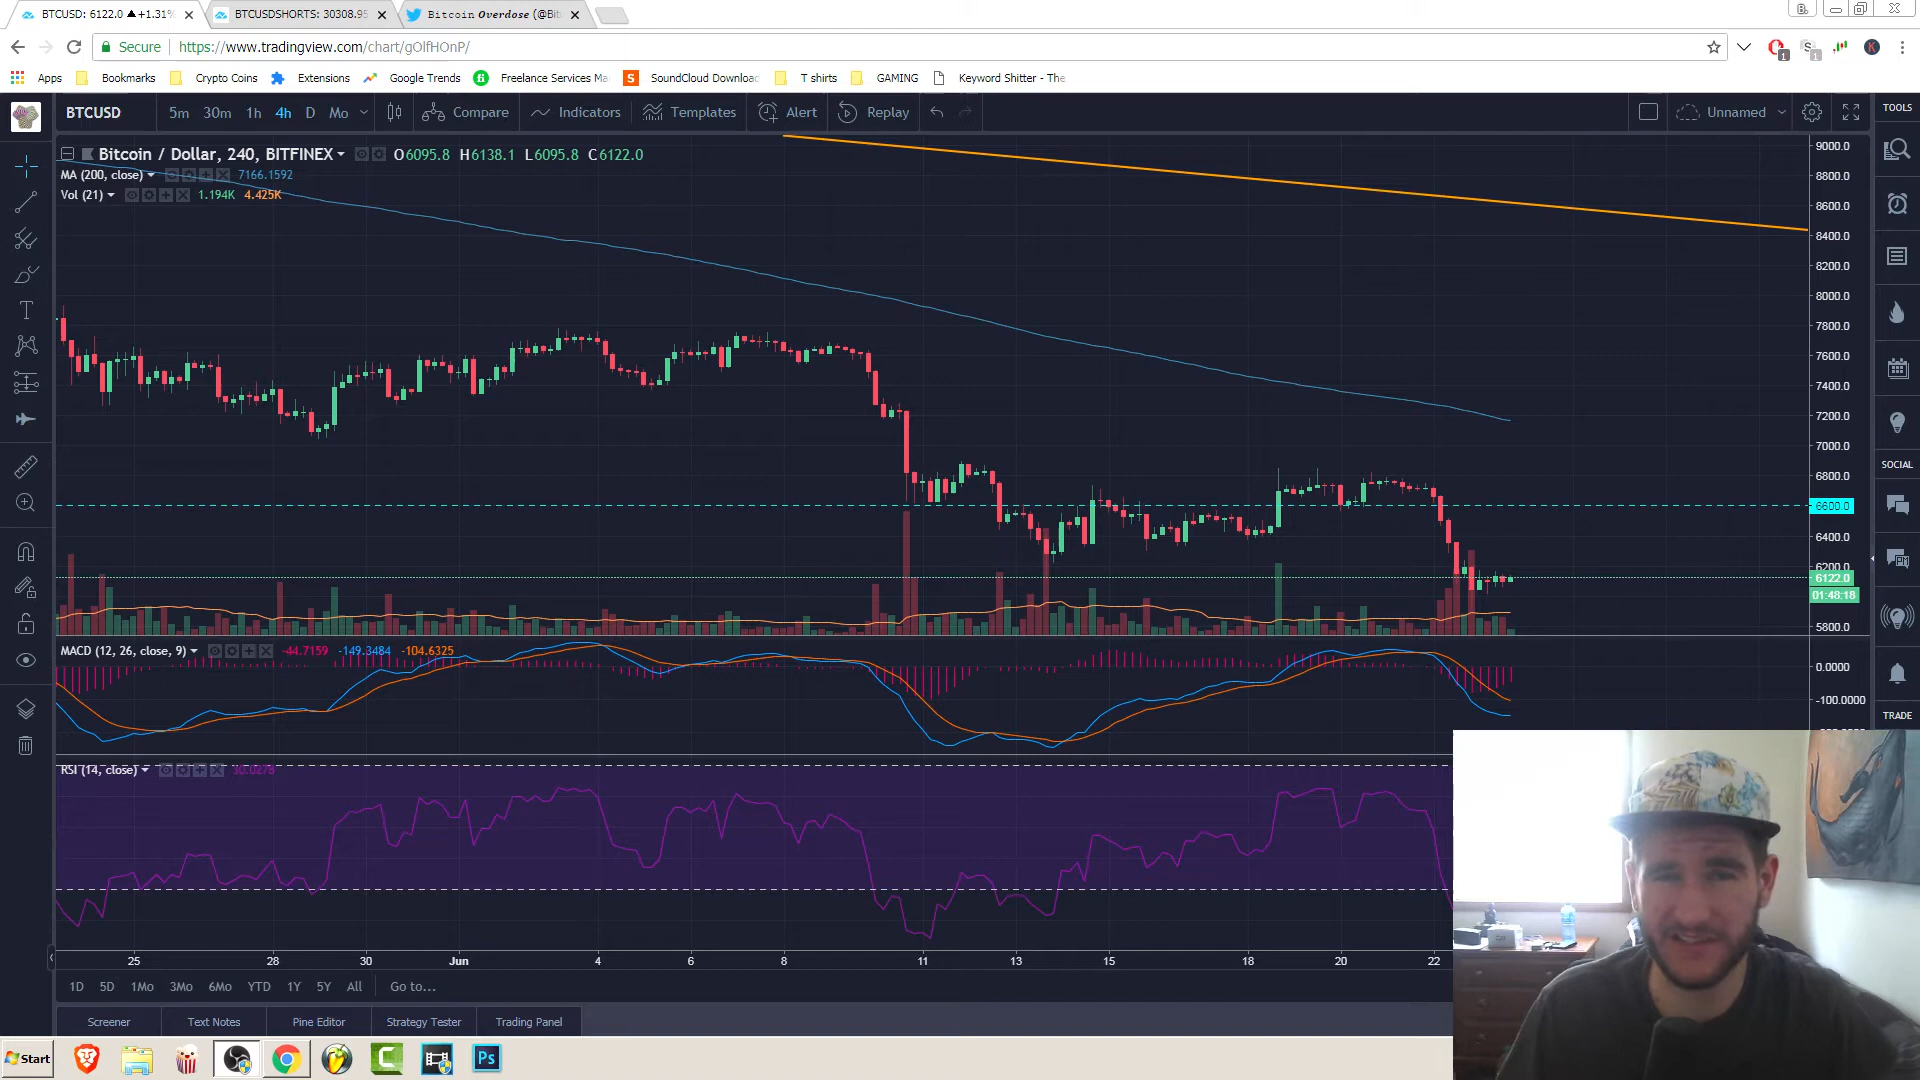 BTCUSD: 6122.0 ▲+1.31%
BTCUSDSHORTS: 30308.95
Bitcoin Overdose (@Bit
Secure
https://www.tradingview.com/chart/gOlfHOnP/
Apps
Bookmarks
Crypto Coins
Extensions
Google Trends
Freelance Services Ma
SoundCloud Downloa
T shirts
GAMING
Keyword Shitter - The
BTCUSD
5m 30m 1h 4h D Mo
Compare
Indicators
Templates
Alert
Replay
Unnamed
TOOLS
Bitcoin / Dollar, 240, BITFINEX
O6095.8 H6138.1 L6095.8 C6122.0
MA (200, close)
7166.1592
Vol (21)
1.194K 4.425K
9000.0
8800.0
8600.0
8400.0
8200.0
8000.0
7800.0
7600.0
7400.0
7200.0
7000.0
6800.0
6600.0
6400.0
6200.0
6122.0
01:48:18
5800.0
SOCIAL
TRADE
MACD (12, 26, close, 9)
-44.7159 -149.3484 -104.6325
0.0000
-100.0000
RSI (14, close)
30.0278
25 28 30 Jun 4 6 8 11 13 15 18 20 22
1D 5D 1Mo 3Mo 6Mo YTD 1Y 5Y All Go to...
Screener
Text Notes
Pine Editor
Strategy Tester
Trading Panel
Start
Ps